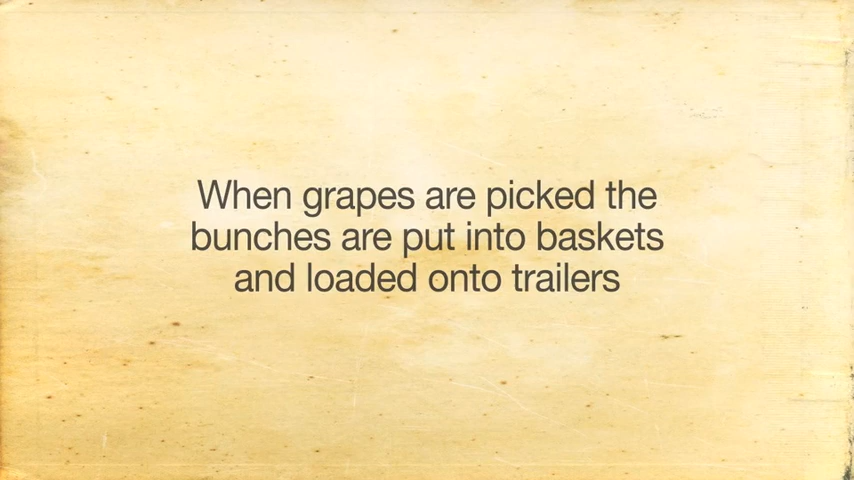 When grapes are picked the
bunches are put into baskets
and loaded onto trailers